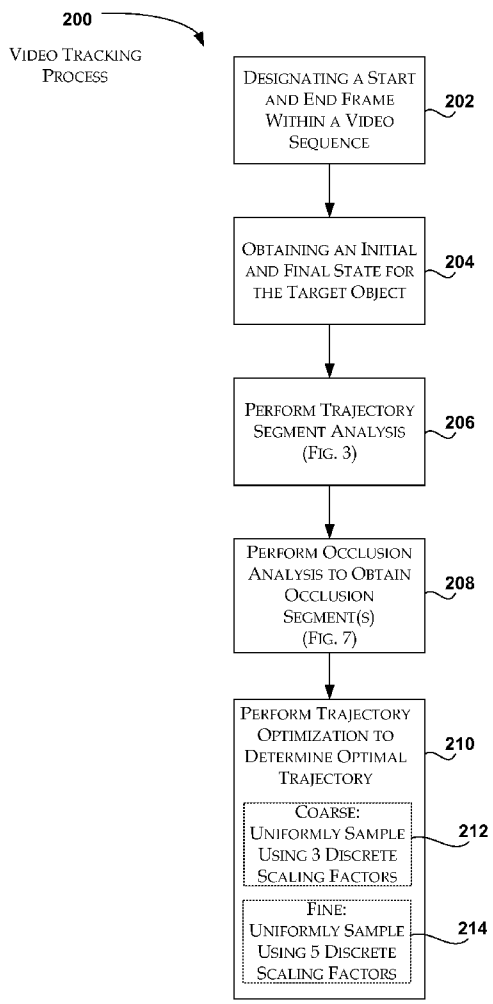 200
VIDEO TRACKING
PROCESS
DESIGNATING A START
AND END FRAME
WITHIN A VIDEO
SEQUENCE
202
OBTAINING AN INITIAL
AND FINAL STATE FOR
THE TARGET OBJECT
204
PERFORM TRAJECTORY
SEGMENT ANALYSIS
(FIG. 3)
206
PERFORM OCCLUSION
ANALYSIS TO OBTAIN
OCCLUSION
SEGMENT(S)
(FIG. 7)
208
PERFORM TRAJECTORY
OPTIMIZATION TO
DETERMINE OPTIMAL
TRAJECTORY
210
COARSE:
UNIFORMLY SAMPLE
USING 3 DISCRETE
SCALING FACTORS
212
FINE:
UNIFORMLY SAMPLE
USING 5 DISCRETE
SCALING FACTORS
214